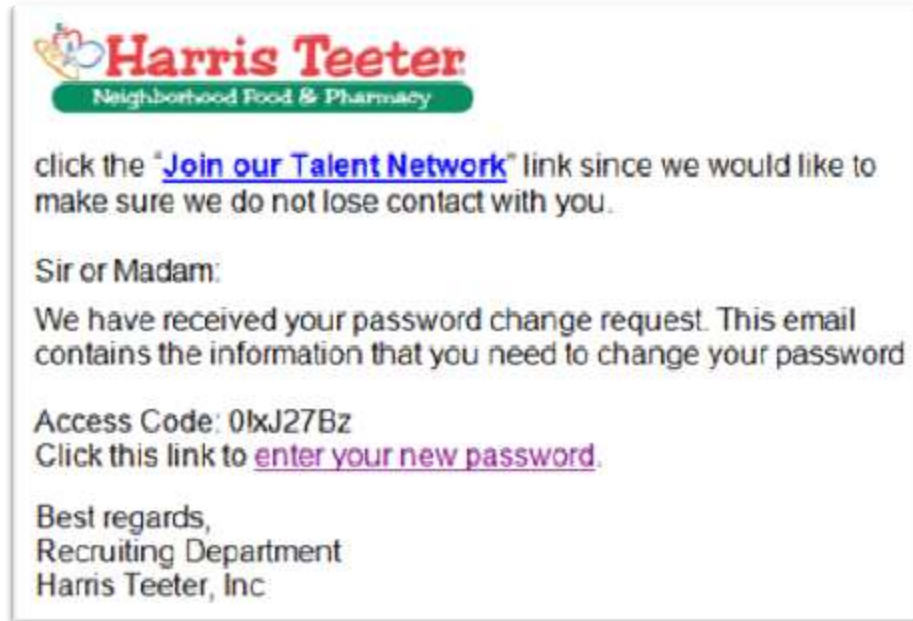 Harris Teeter
Neighborhood Food & Pharmacy
click the "Join our Talent Network" link since we would like to
make sure we do not lose contact with you.
Sir or Madam:
We have received your password change request. This email
contains the information that you need to change your password
Access Code: 0lxJ27Bz
Click this link to enter your new password.
Best regards,
Recruiting Department
Harris Teeter, Inc